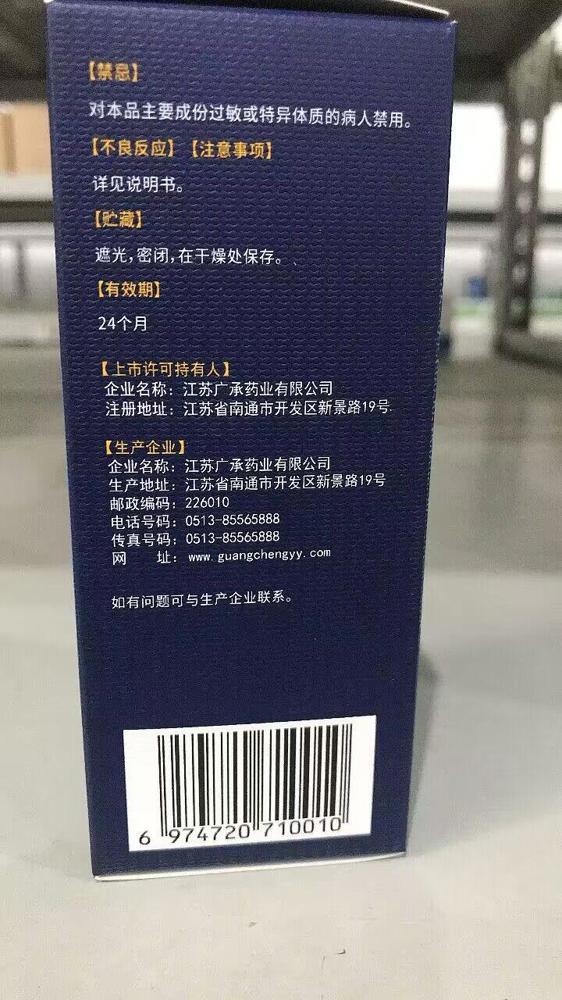 【禁忌】
对本品主要成份过敏或特异体质的病人禁用。
【不良反应】【注意事项】
详见说明书。
【贮藏】
遮光,密闭,在干燥处保存。
【有效期】
24个月
【上市许可持有人】
企业名称：江苏广承药业有限公司
注册地址：江苏省南通市开发区新景路19号
【生产企业】
企业名称：江苏广承药业有限公司
生产地址：江苏省南通市开发区新景路19号
邮政编码：226010
电话号码：0513-85565888
传真号码：0513-85565888
网　　址：www.guangchengyy.com
如有问题可与生产企业联系。
6 974720 710010